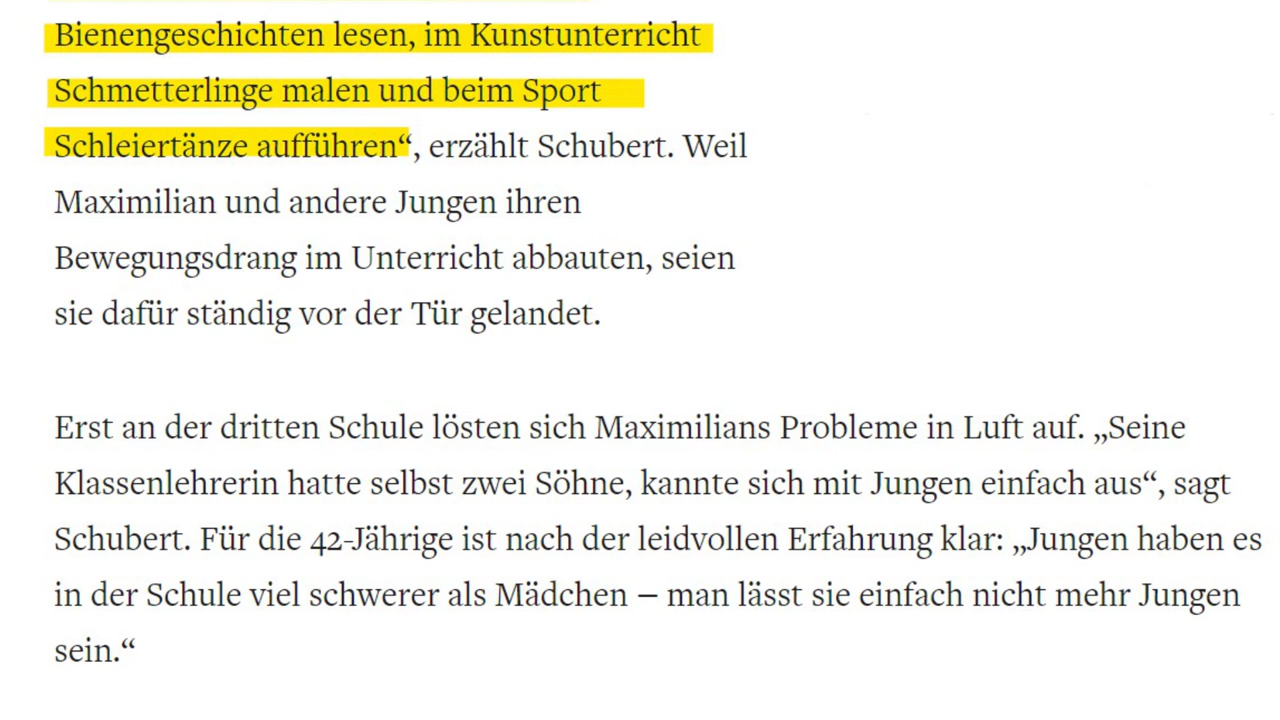 Bienengeschichten lesen, im Kunstunterricht
Schmetterlinge malen und beim Sport
Schleiertänze aufführen“, erzählt Schubert. Weil
Maximilian und andere Jungen ihren
Bewegungsdrang im Unterricht abbauten, seien
sie dafür ständig vor der Tür gelandet.
Erst an der dritten Schule lösten sich Maximilians Probleme in Luft auf. „Seine
Klassenlehrerin hatte selbst zwei Söhne, kannte sich mit Jungen einfach aus“, sagt
Schubert. Für die 42-Jährige ist nach der leidvollen Erfahrung klar: „Jungen haben es
in der Schule viel schwerer als Mädchen – man lässt sie einfach nicht mehr Jungen
sein.“